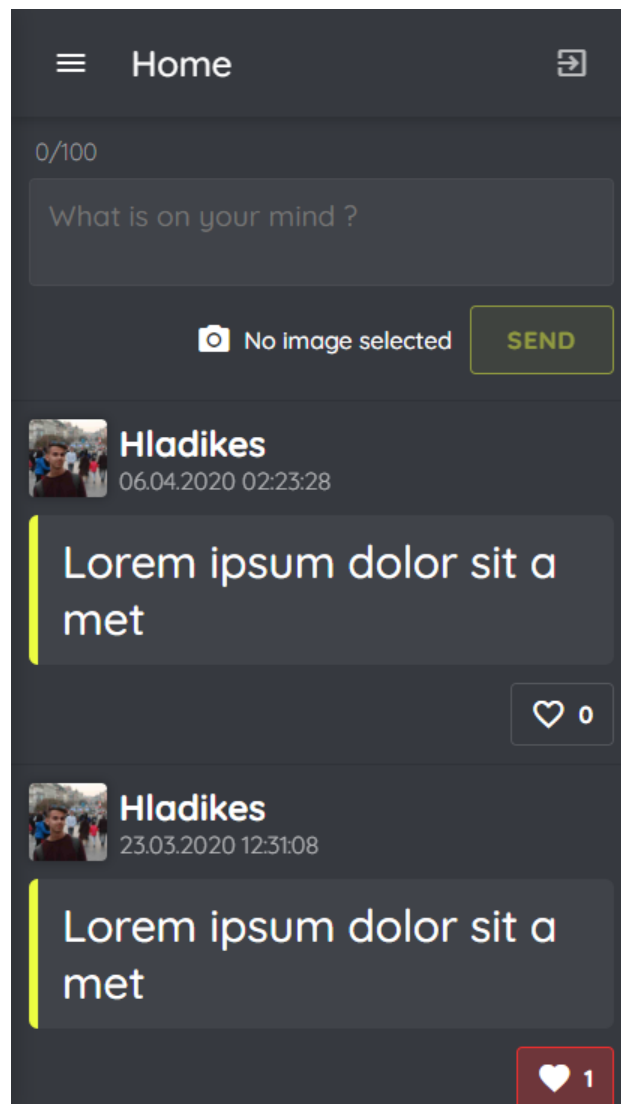 Home
0/100
What is on your mind ?
No image selected
SEND
Hladikes
06.04.2020 02:23:28
Lorem ipsum dolor sit a
met
0
Hladikes
23.03.2020 12:31:08
Lorem ipsum dolor sit a
met
1